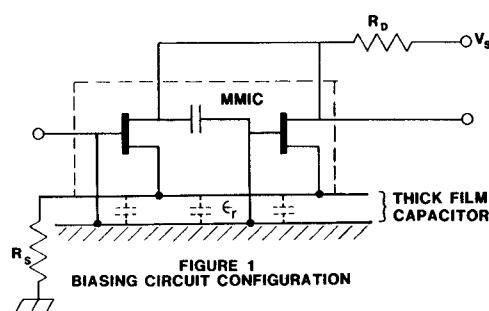 R_D
V_S
MMIC
ϵ_r
THICK FILM
CAPACITOR
R_S
FIGURE 1
BIASING CIRCUIT CONFIGURATION